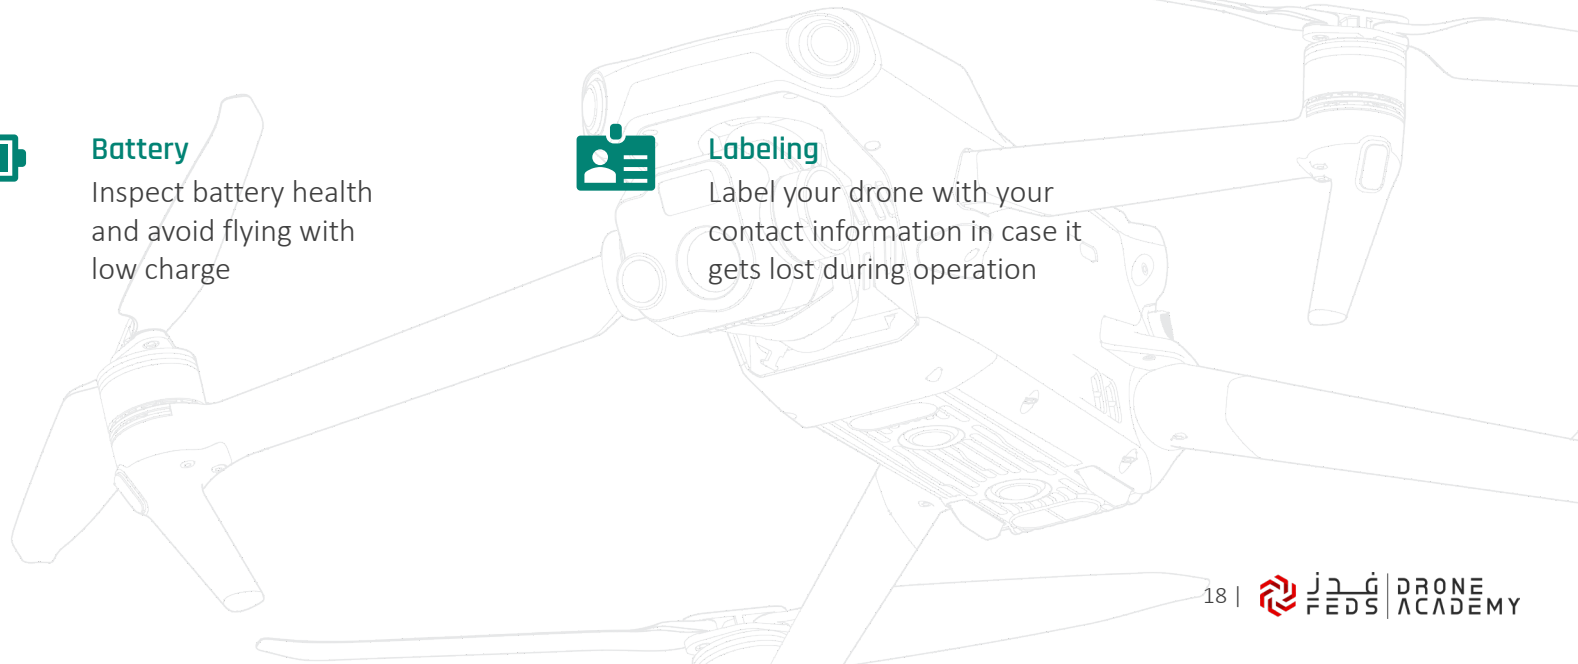 Battery
Inspect battery health
and avoid flying with
low charge
Labeling
Label your drone with your
contact information in case it
gets lost during operation
18 |
فـدز
FEDS
DRONE
ACADEMY